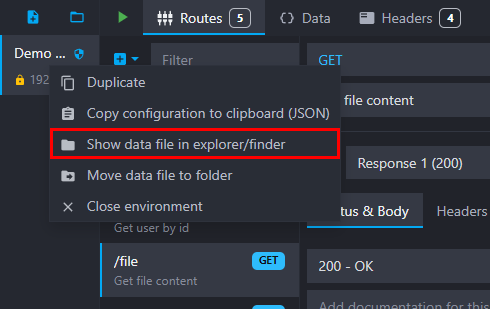 Routes 5
Data
Headers 4
Demo ...
192
Filter
GET
file content
Duplicate
Copy configuration to clipboard (JSON)
Show data file in explorer/finder
Move data file to folder
Close environment
Response 1 (200)
Get user by id
tus & Body
Headers
/file
GET
Get file content
200 - OK
Add documentation for this